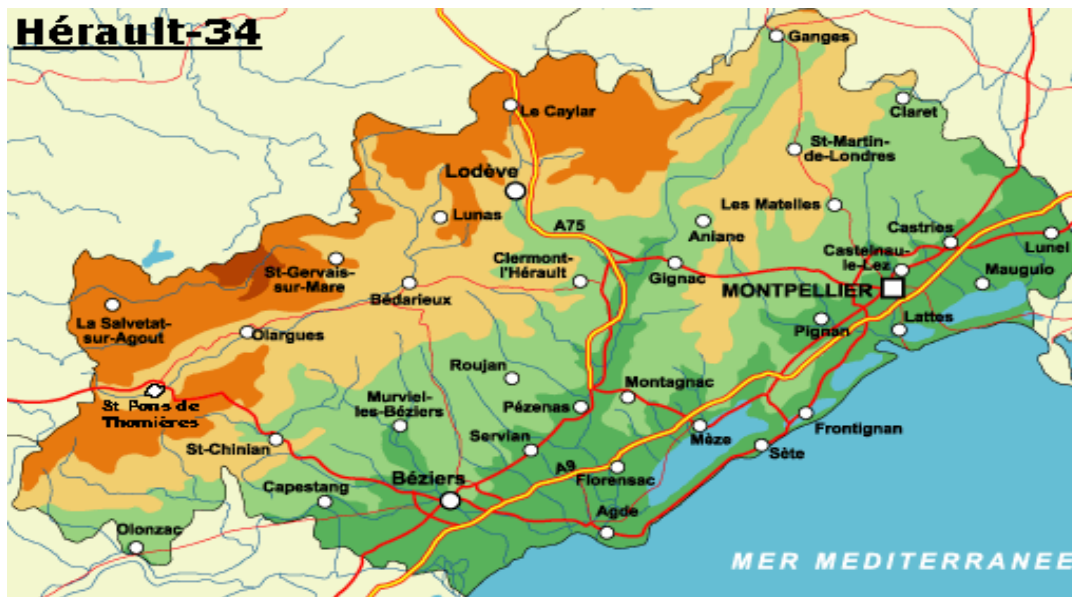 Hérault-34
Ganges
Le Caylar
Claret
St-Martin-
de-Londres
Lodève
Lunas
Les Matelles
A75
Aniane
Castries
Lunel
St-Gervais-
sur-Mare
Clermont-
l'Hérault
Gignac
Castelnau-
le-Lez
Mauguio
Bédarieux
MONTPELLIER
La Salvetat-
sur-Agout
Olargues
Pignan
Lattes
Roujan
Montagnac
St Pons de
Thomières
Murviel-
les-Béziers
Pézenas
Frontignan
St-Chinian
Servian
Mèze
Sète
A9
Béziers
Florensac
Capestang
Agde
Olonzac
MER MEDITERRANEE